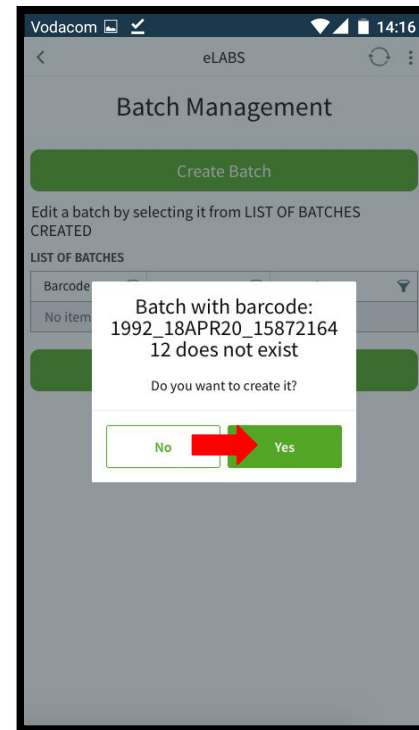 Vodacom 14:16
eLABS
Batch Management
Create Batch
Edit a batch by selecting it from LIST OF BATCHES
CREATED
LIST OF BATCHES
Barcode
No item
Batch with barcode:
1992_18APR20_15872164
12 does not exist
Do you want to create it?
No Yes